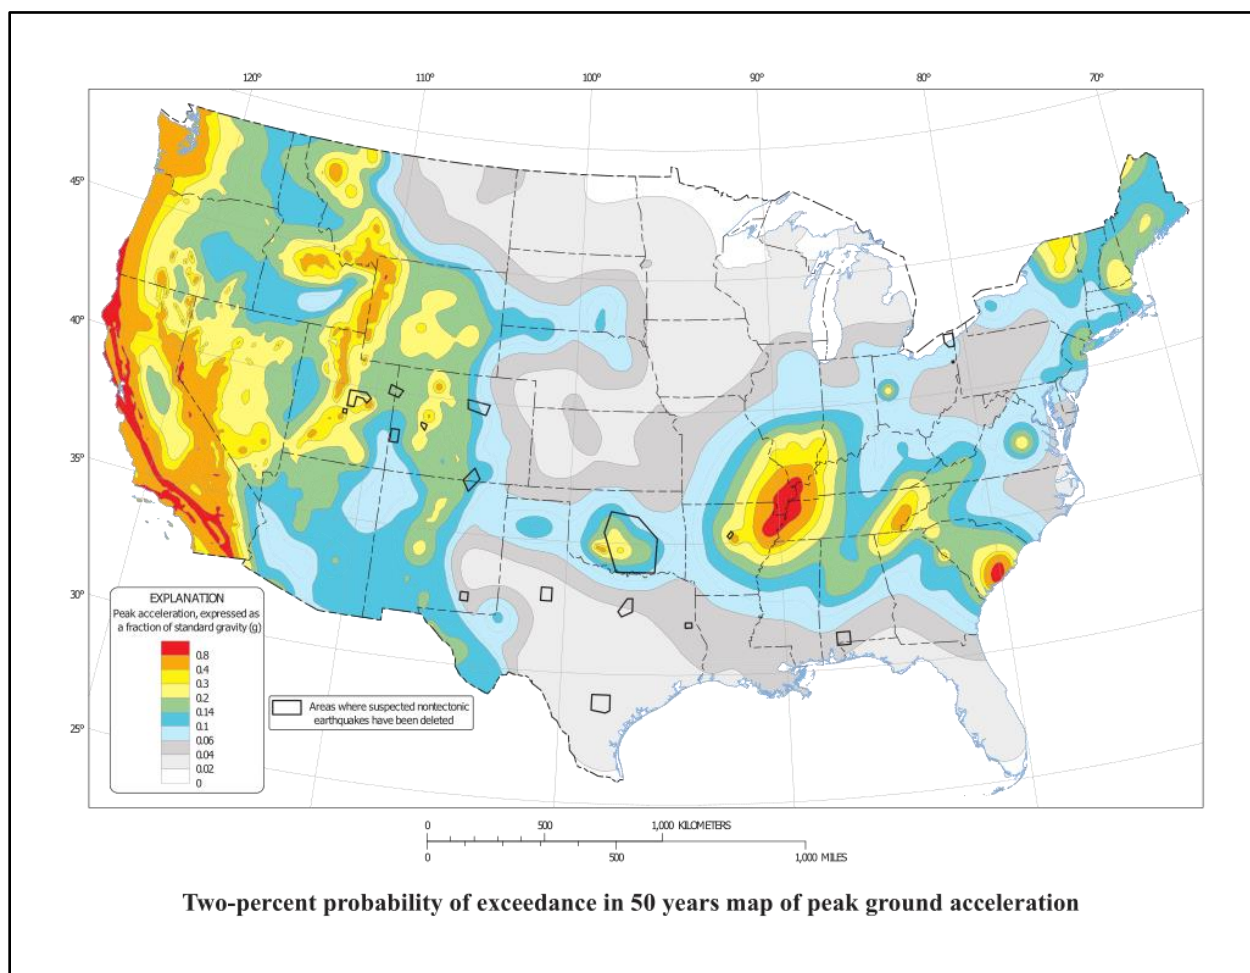 120° 110° 100° 90° 80° 70°
45°
40°
35°
30°
25°
EXPLANATION
Peak acceleration, expressed as
a fraction of standard gravity (g)
0.8
0.4
0.3
0.2
0.14
0.1
0.06
0.04
0.02
0
Areas where suspected nontectonic
earthquakes have been deleted
0 500 1,000 KILOMETERS
0 500 1,000 MILES
Two-percent probability of exceedance in 50 years map of peak ground acceleration